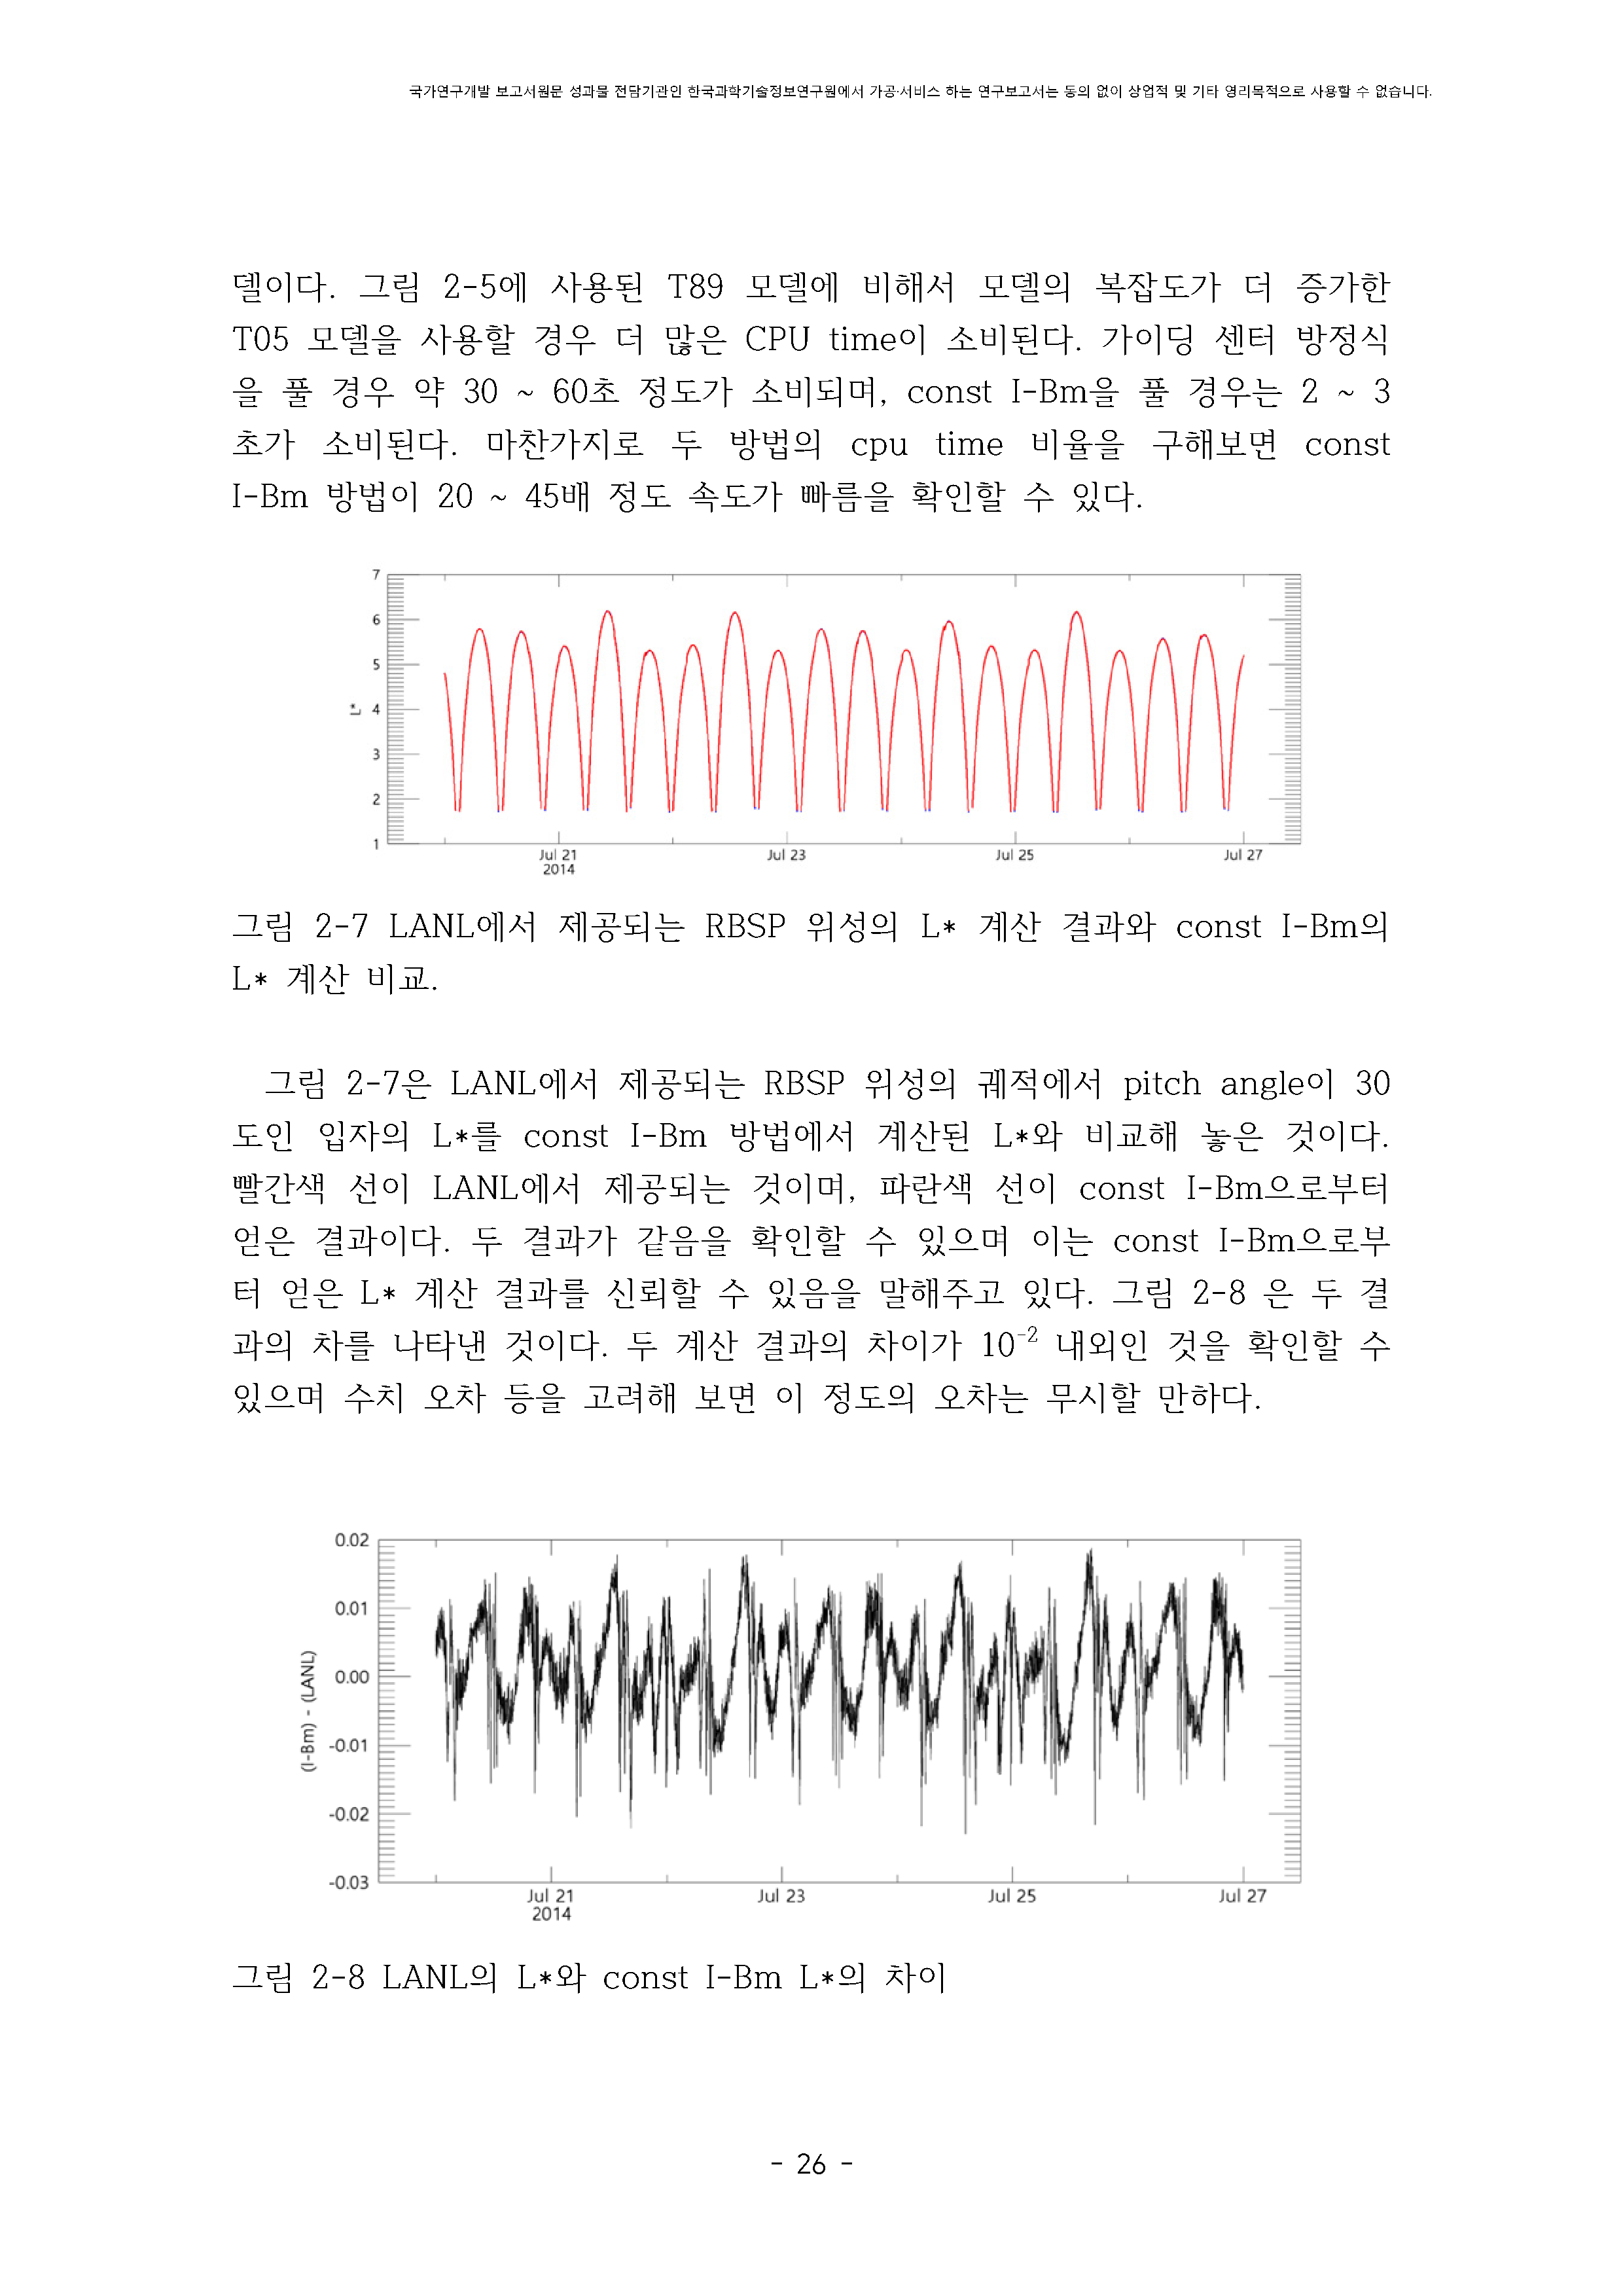 국가연구개발 보고서원문 성과물 전담기관인 한국과학기술정보연구원에서 가공·서비스 하는 연구보고서는 동의 없이 상업적 및 기타 영리목적으로 사용할 수 없습니다.
델이다. 그림 2-5에 사용된 T89 모델에 비해서 모델의 복잡도가 더 증가한
T05 모델을 사용할 경우 더 많은 CPU time이 소비된다. 가이딩 센터 방정식
을 풀 경우 약 30 ~ 60초 정도가 소비되며, const I-Bm을 풀 경우는 2 ~ 3
초가 소비된다. 마찬가지로 두 방법의 cpu time 비율을 구해보면 const
I-Bm 방법이 20 ~ 45배 정도 속도가 빠름을 확인할 수 있다.
7
6
5
L* 4
3
2
1
Jul 21 Jul 23 Jul 25 Jul 27
2014
그림 2-7 LANL에서 제공되는 RBSP 위성의 L* 계산 결과와 const I-Bm의
L* 계산 비교.
그림 2-7은 LANL에서 제공되는 RBSP 위성의 궤적에서 pitch angle이 30
도인 입자의 L*를 const I-Bm 방법에서 계산된 L*와 비교해 놓은 것이다.
빨간색 선이 LANL에서 제공되는 것이며, 파란색 선이 const I-Bm으로부터
얻은 결과이다. 두 결과가 같음을 확인할 수 있으며 이는 const I-Bm으로부
터 얻은 L* 계산 결과를 신뢰할 수 있음을 말해주고 있다. 그림 2-8 은 두 결
과의 차를 나타낸 것이다. 두 계산 결과의 차이가 10⁻² 내외인 것을 확인할 수
있으며 수치 오차 등을 고려해 보면 이 정도의 오차는 무시할 만하다.
0.02
0.01
0.00
-0.01
-0.02
-0.03
(I-Bm) - (LANL)
Jul 21 Jul 23 Jul 25 Jul 27
2014
그림 2-8 LANL의 L*와 const I-Bm L*의 차이
- 26 -